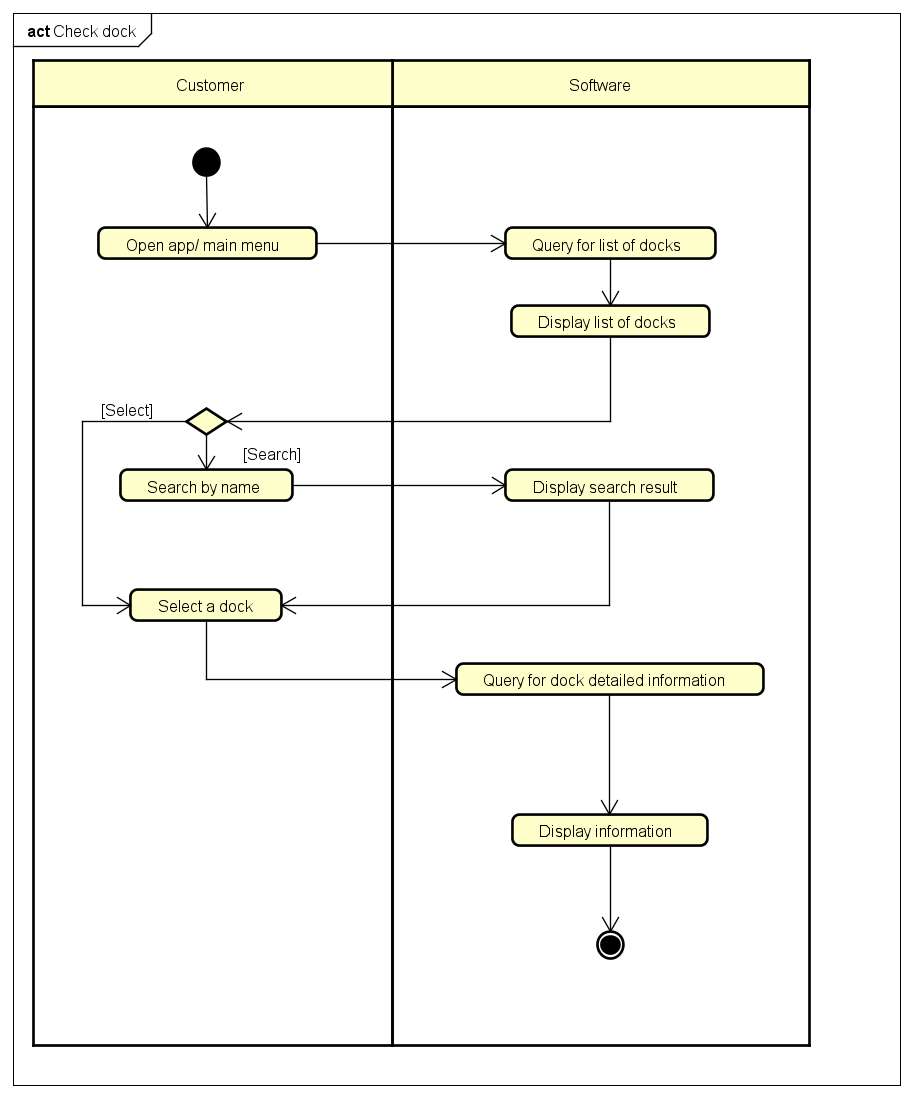 act Check dock
Customer
Software
Open app/ main menu
Query for list of docks
Display list of docks
[Select]
[Search]
Search by name
Display search result
Select a dock
Query for dock detailed information
Display information